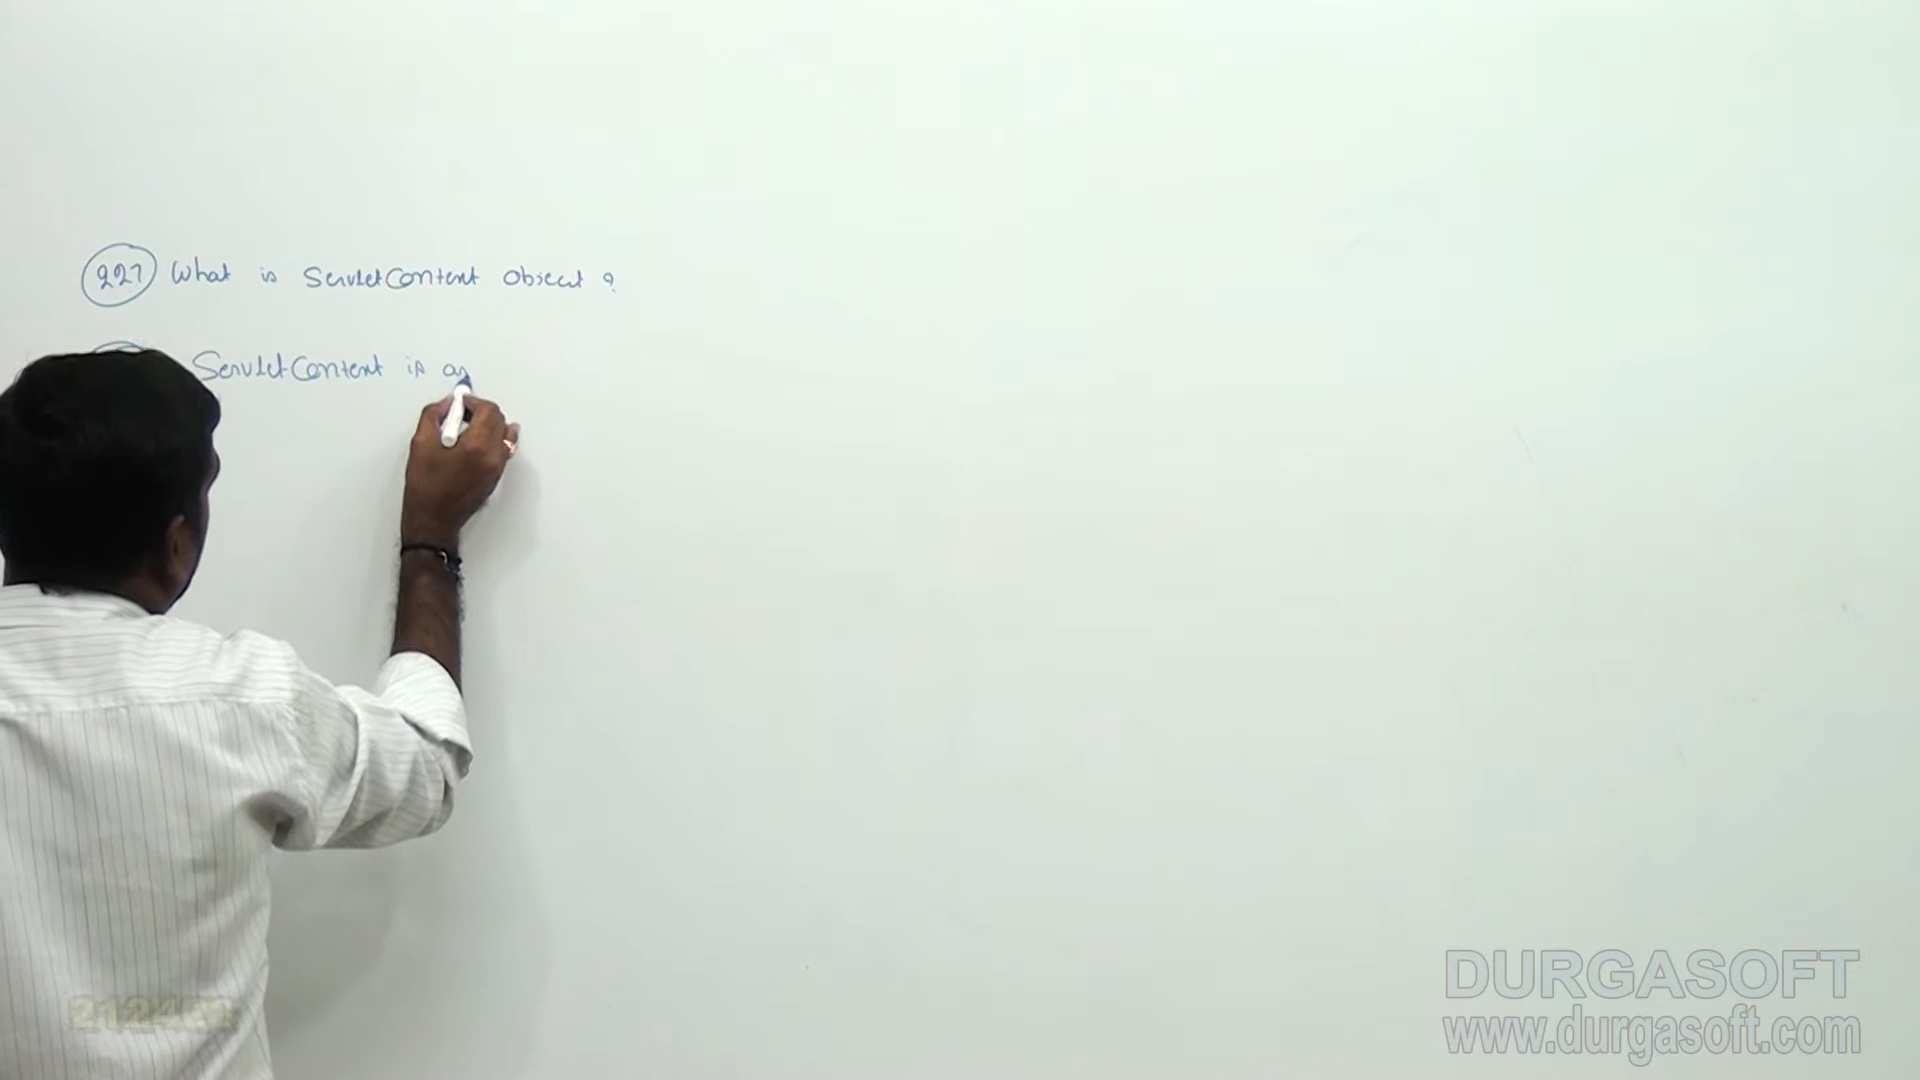 227 What is ServletContext Object ?
ServletContext is an
DURGASOFT
www.durgasoft.com